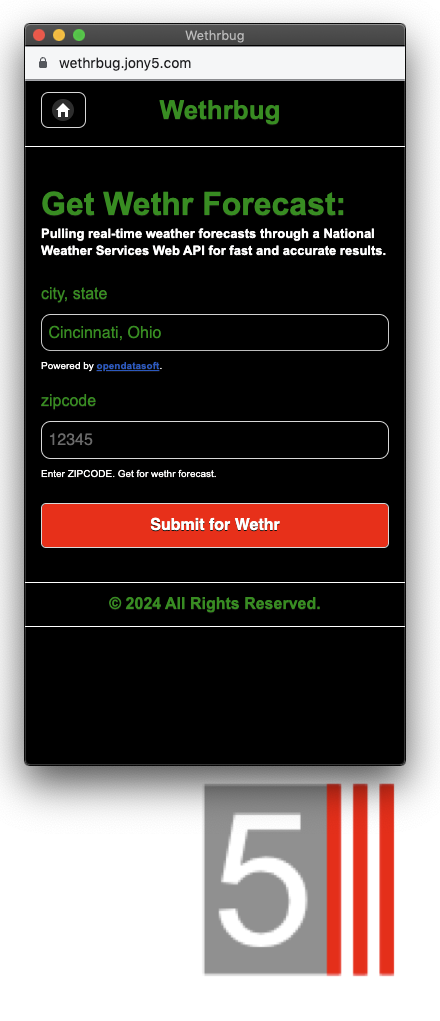 Wethrbug
wethrbug.jony5.com
Wethrbug
Get Wethr Forecast:
Pulling real-time weather forecasts through a National
Weather Services Web API for fast and accurate results.
city, state
Cincinnati, Ohio
Powered by opendatasoft.
zipcode
12345
Enter ZIPCODE. Get for wethr forecast.
Submit for Wethr
© 2024 All Rights Reserved.
5